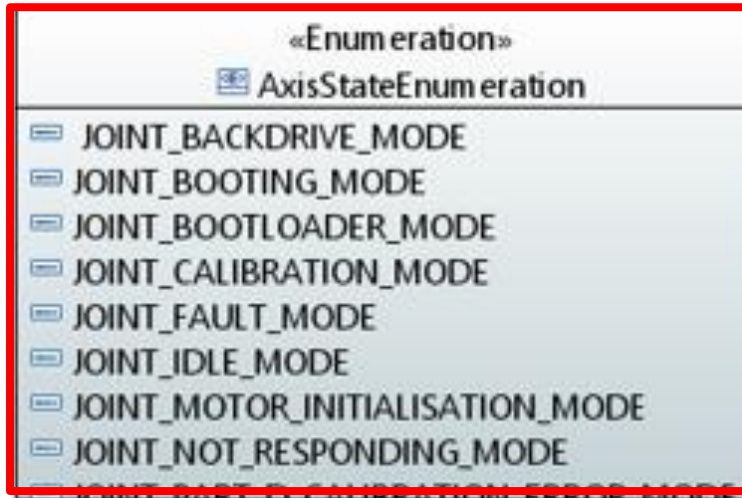 «Enumeration»
AxisStateEnumeration
JOINT_BACKDRIVE_MODE
JOINT_BOOTING_MODE
JOINT_BOOTLOADER_MODE
JOINT_CALIBRATION_MODE
JOINT_FAULT_MODE
JOINT_IDLE_MODE
JOINT_MOTOR_INITIALISATION_MODE
JOINT_NOT_RESPONDING_MODE